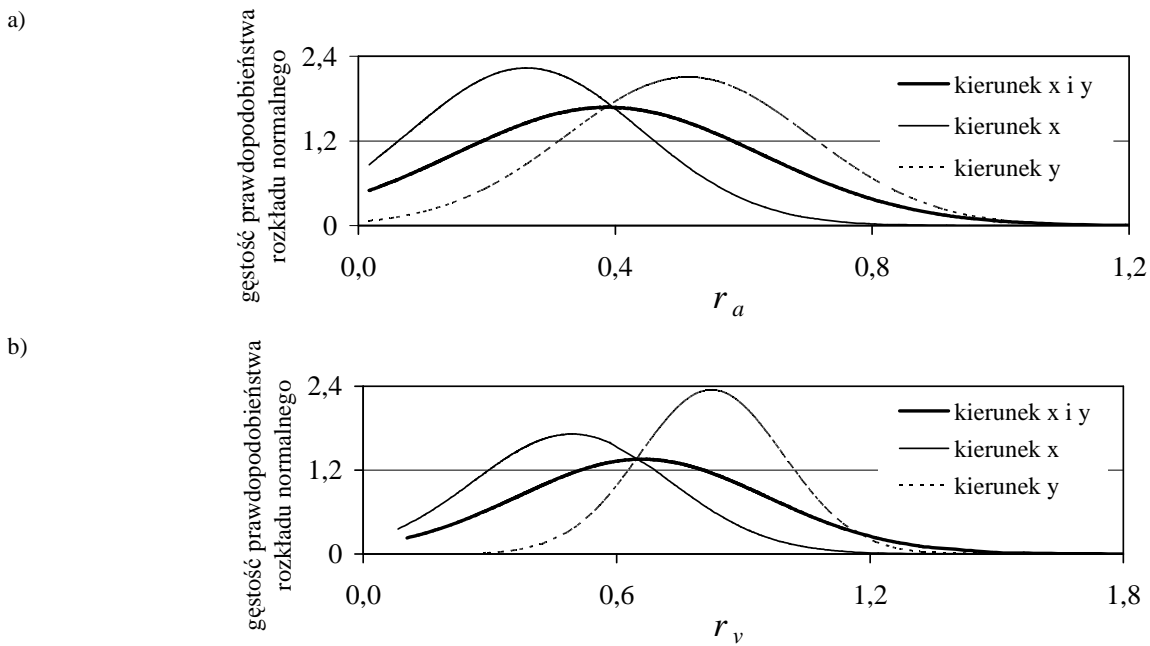 a)
gęstość prawdopodobieństwa
rozkładu normalnego
2,4
1,2
0
kierunek x i y
kierunek x
kierunek y
0,0 0,4 0,8 1,2
r a
b)
gęstość prawdopodobieństwa
rozkładu normalnego
2,4
1,2
0
kierunek x i y
kierunek x
kierunek y
0,0 0,6 1,2 1,8
r v